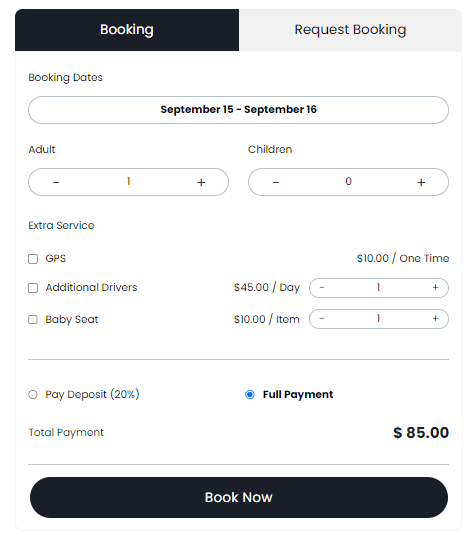 Booking Request Booking
Booking Dates
September 15 - September 16
Adult Children
- 1 + - 0 +
Extra Service
GPS $10.00 / One Time
Additional Drivers $45.00 / Day - 1 +
Baby Seat $10.00 / Item - 1 +
Pay Deposit (20%) Full Payment
Total Payment $ 85.00
Book Now